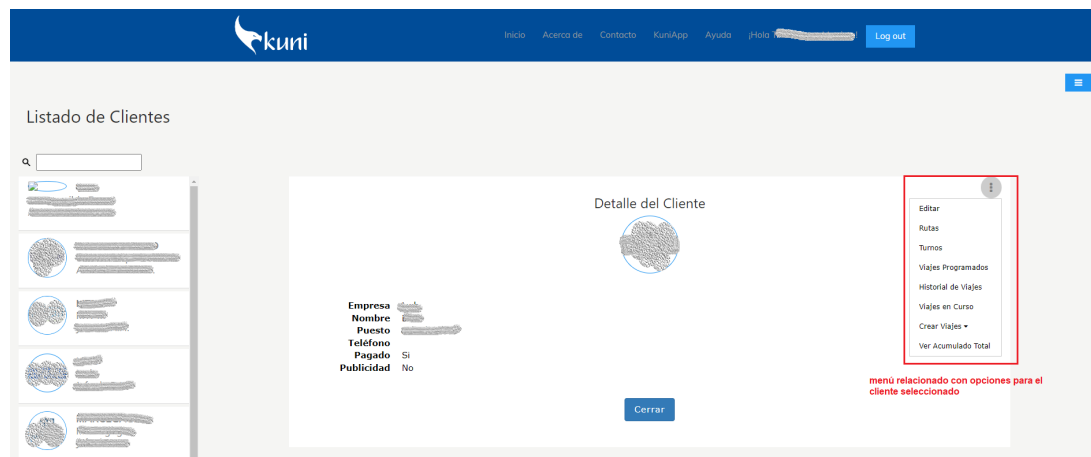 kuni
Inicio Acerca de Contacto KuniApp Ayuda ¡Hola ! Log out
Listado de Clientes
Detalle del Cliente
Empresa
Nombre
Puesto
Teléfono
Pagado Si
Publicidad No
Cerrar
Editar
Rutas
Turnos
Viajes Programados
Historial de Viajes
Viajes en Curso
Crear Viajes
Ver Acumulado Total
menú relacionado con opciones para el
cliente seleccionado